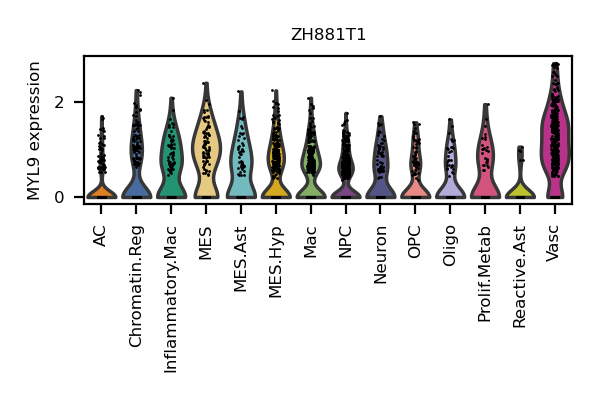 ZH881T1
MYL9 expression
2
0
AC
Chromatin.Reg
Inflammatory.Mac
MES
MES.Ast
MES.Hyp
Mac
NPC
Neuron
OPC
Oligo
Prolif.Metab
Reactive.Ast
Vasc